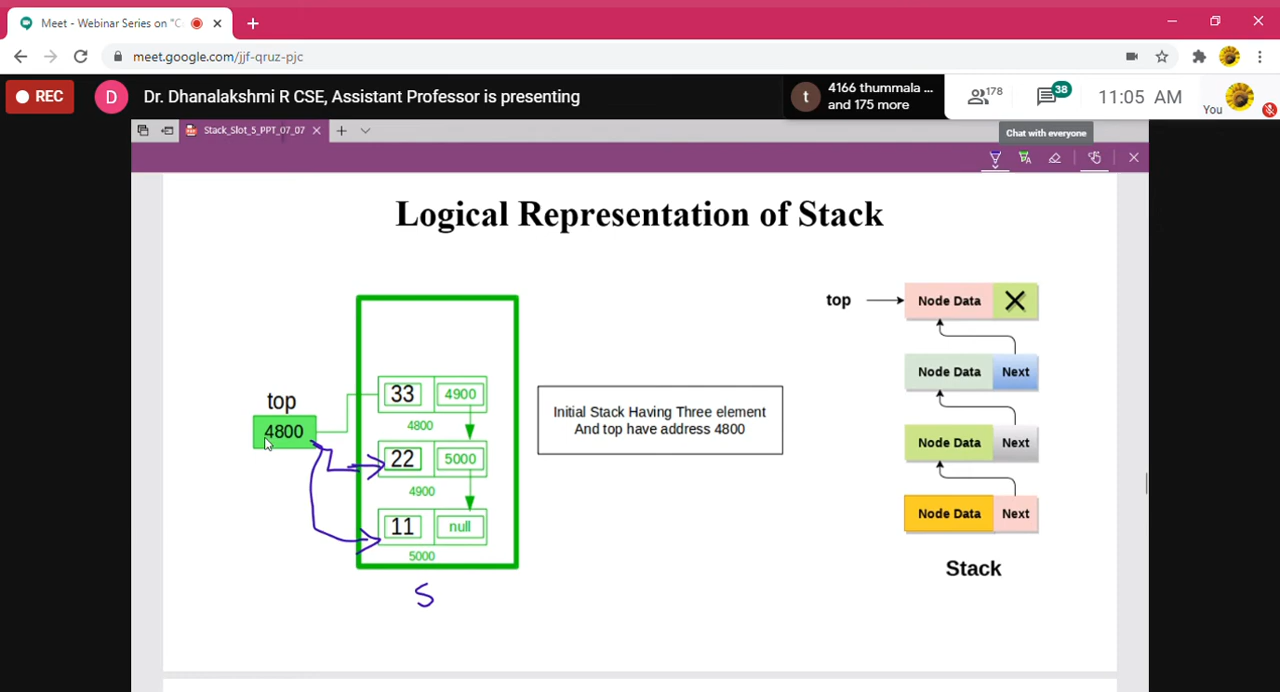 Meet - Webinar Series on "C
meet.google.com/jjf-qruz-pjc
REC
D
Dr. Dhanalakshmi R CSE, Assistant Professor is presenting
t
4166 thummala ...
and 175 more
178
38
11:05 AM
You
Stack_Slot_5_PPT_07_07
Chat with everyone
Logical Representation of Stack
top
4800
33 4900
4800
22 5000
4900
11 null
5000
S
Initial Stack Having Three element
And top have address 4800
top
Node Data
Node Data Next
Node Data Next
Node Data Next
Stack